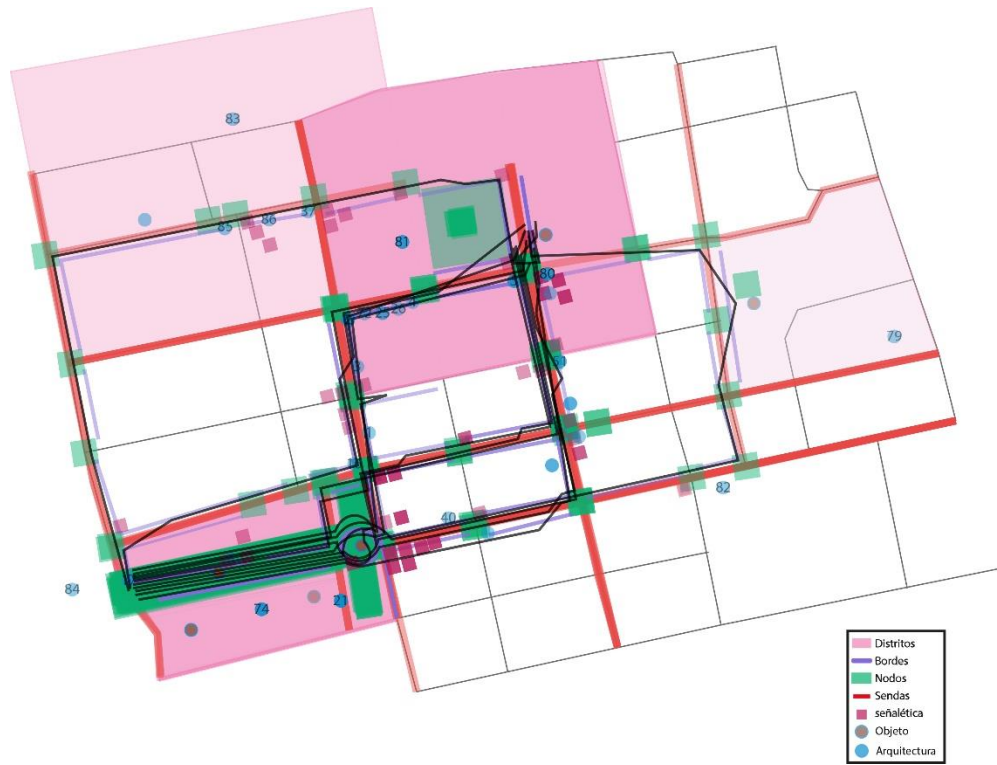 83
86
37
85
81
80
79
40
82
84
74
21
Distritos
Bordes
Nodos
Sendas
señalética
Objeto
Arquitectura